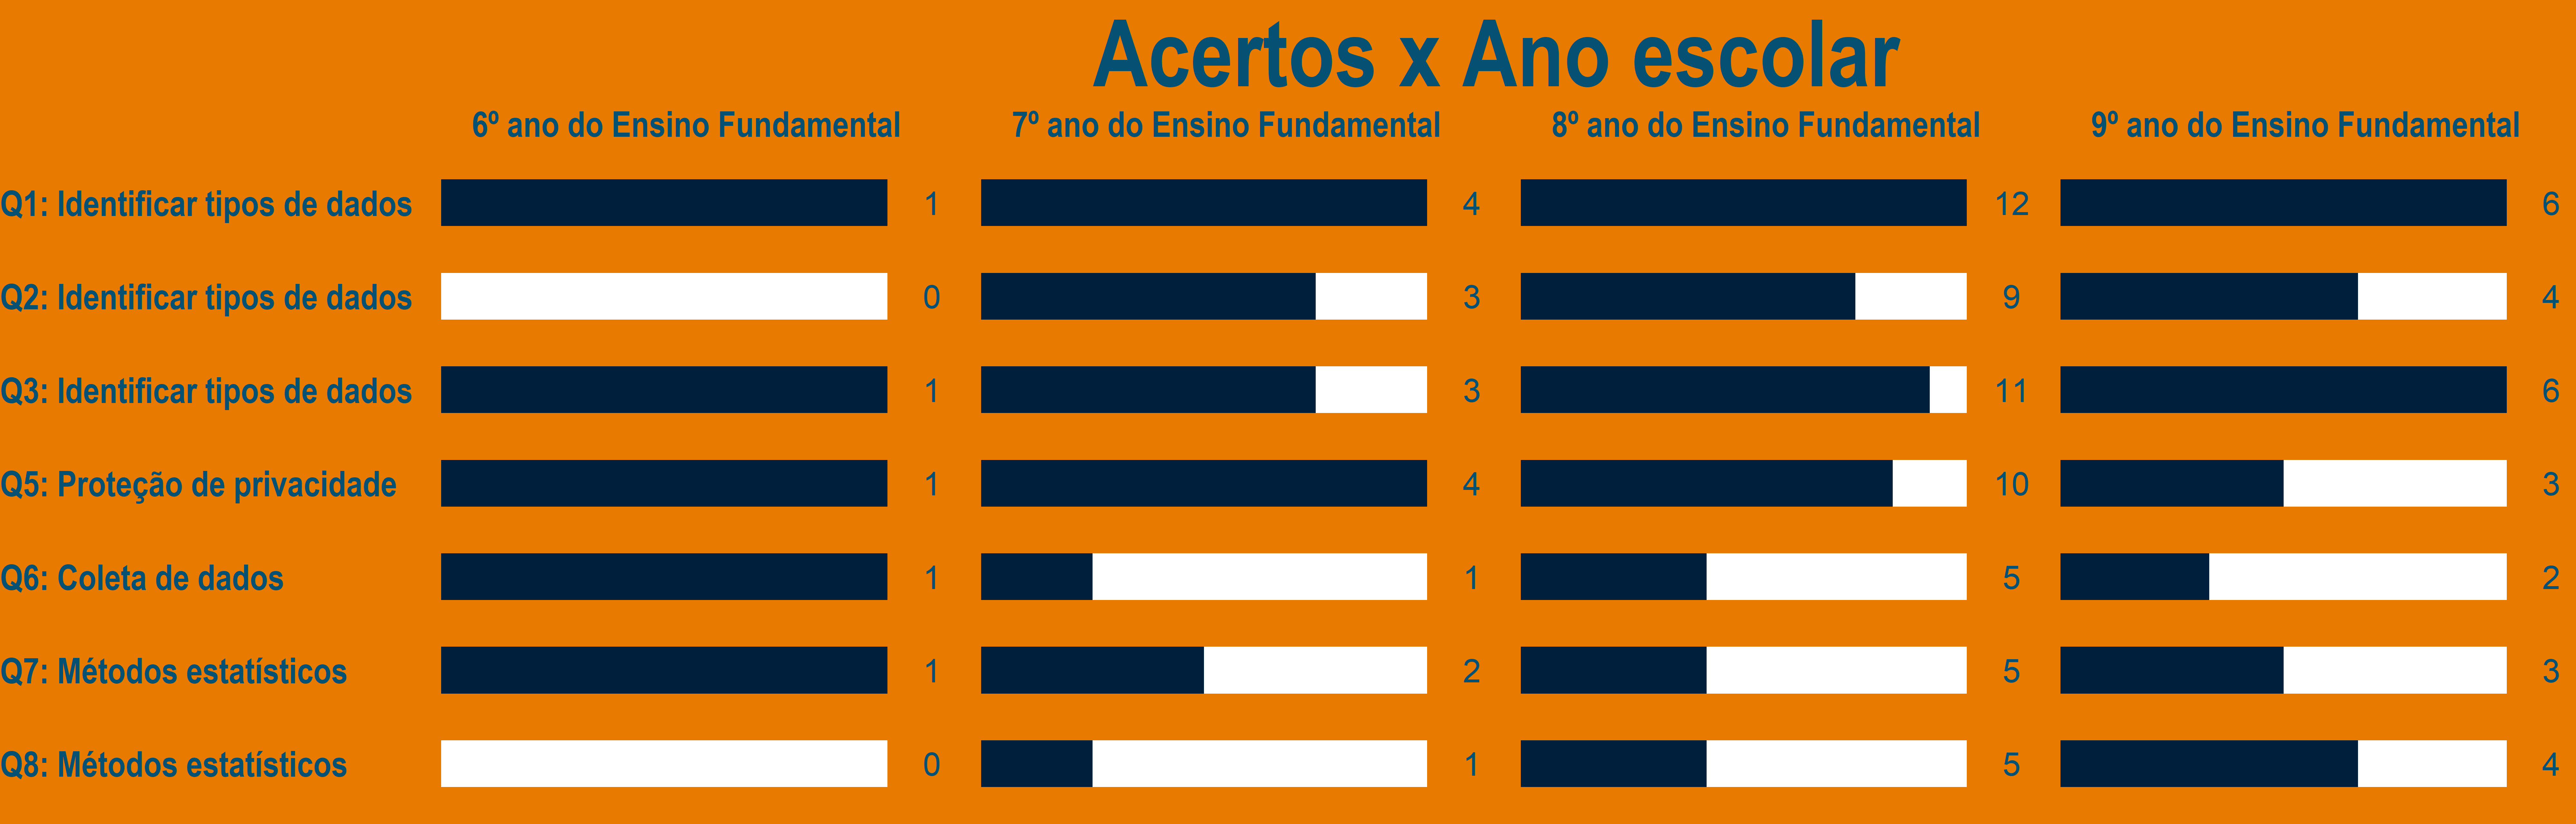 Acertos x Ano escolar
6º ano do Ensino Fundamental 7º ano do Ensino Fundamental 8º ano do Ensino Fundamental 9º ano do Ensino Fundamental
Q1: Identificar tipos de dados 1 4 12 6
Q2: Identificar tipos de dados 0 3 9 4
Q3: Identificar tipos de dados 1 3 11 6
Q5: Proteção de privacidade 1 4 10 3
Q6: Coleta de dados 1 1 5 2
Q7: Métodos estatísticos 1 2 5 3
Q8: Métodos estatísticos 0 1 5 4